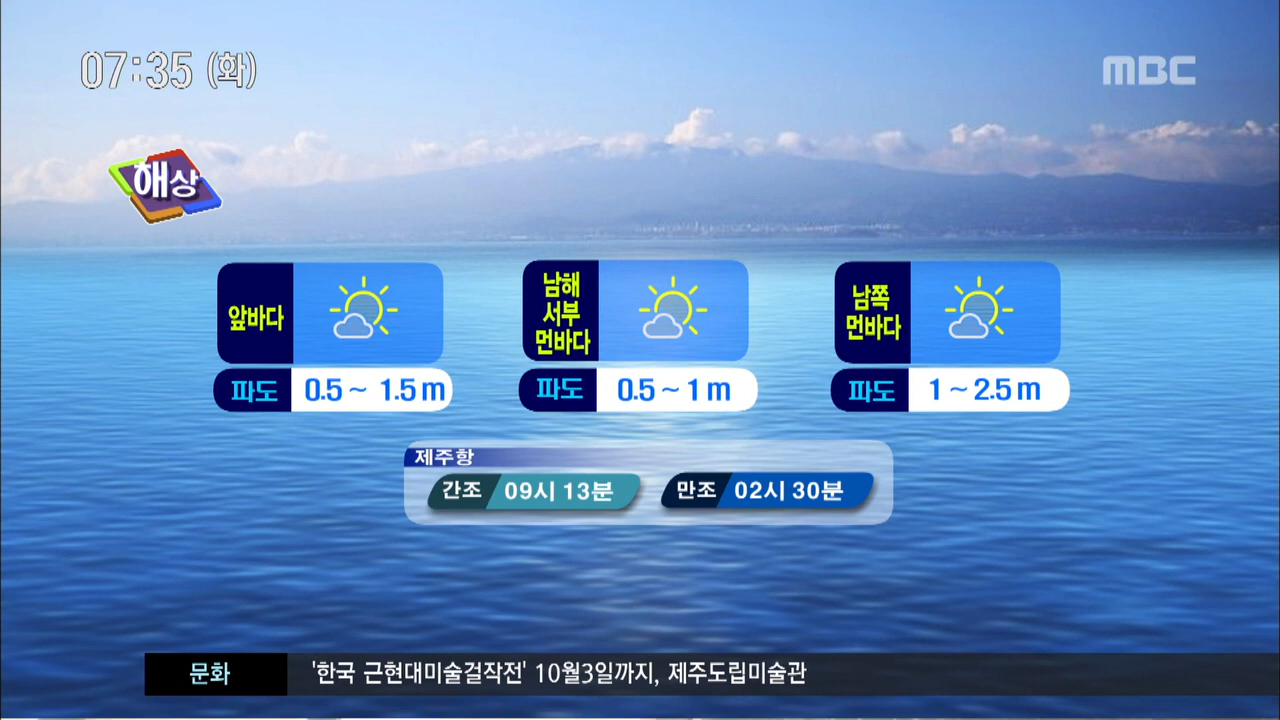 07:35 (화)
MBC
해상
앞바다
파도 0.5 ~ 1.5 m
남해
서부
먼바다
파도 0.5 ~ 1 m
남쪽
먼바다
파도 1 ~ 2.5 m
제주항
간조 09시 13분 만조 02시 30분
문화 '한국 근현대미술걸작전' 10월3일까지, 제주도립미술관